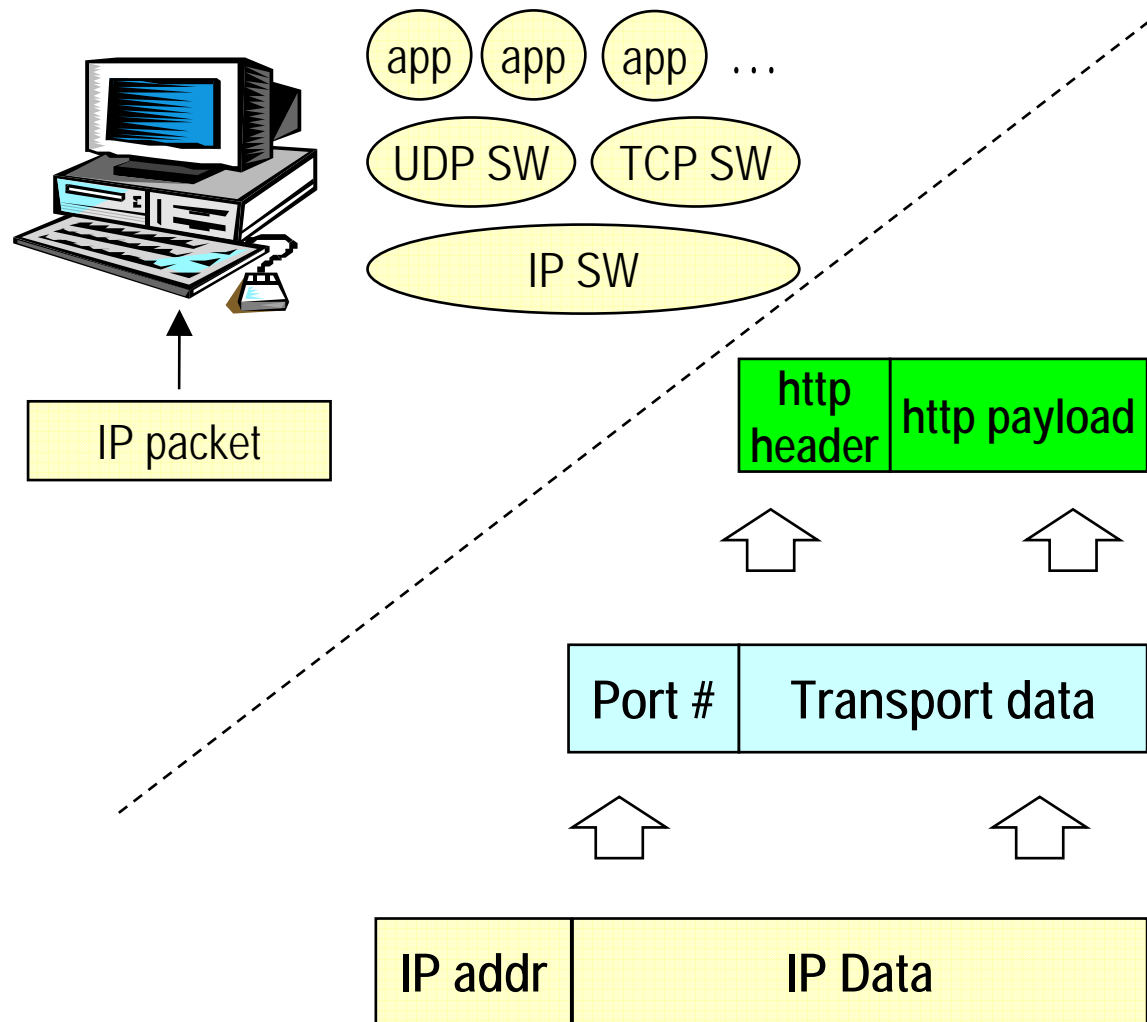 app app app ...
UDP SW TCP SW
IP SW
IP packet
http header http payload
Port # Transport data
IP addr IP Data